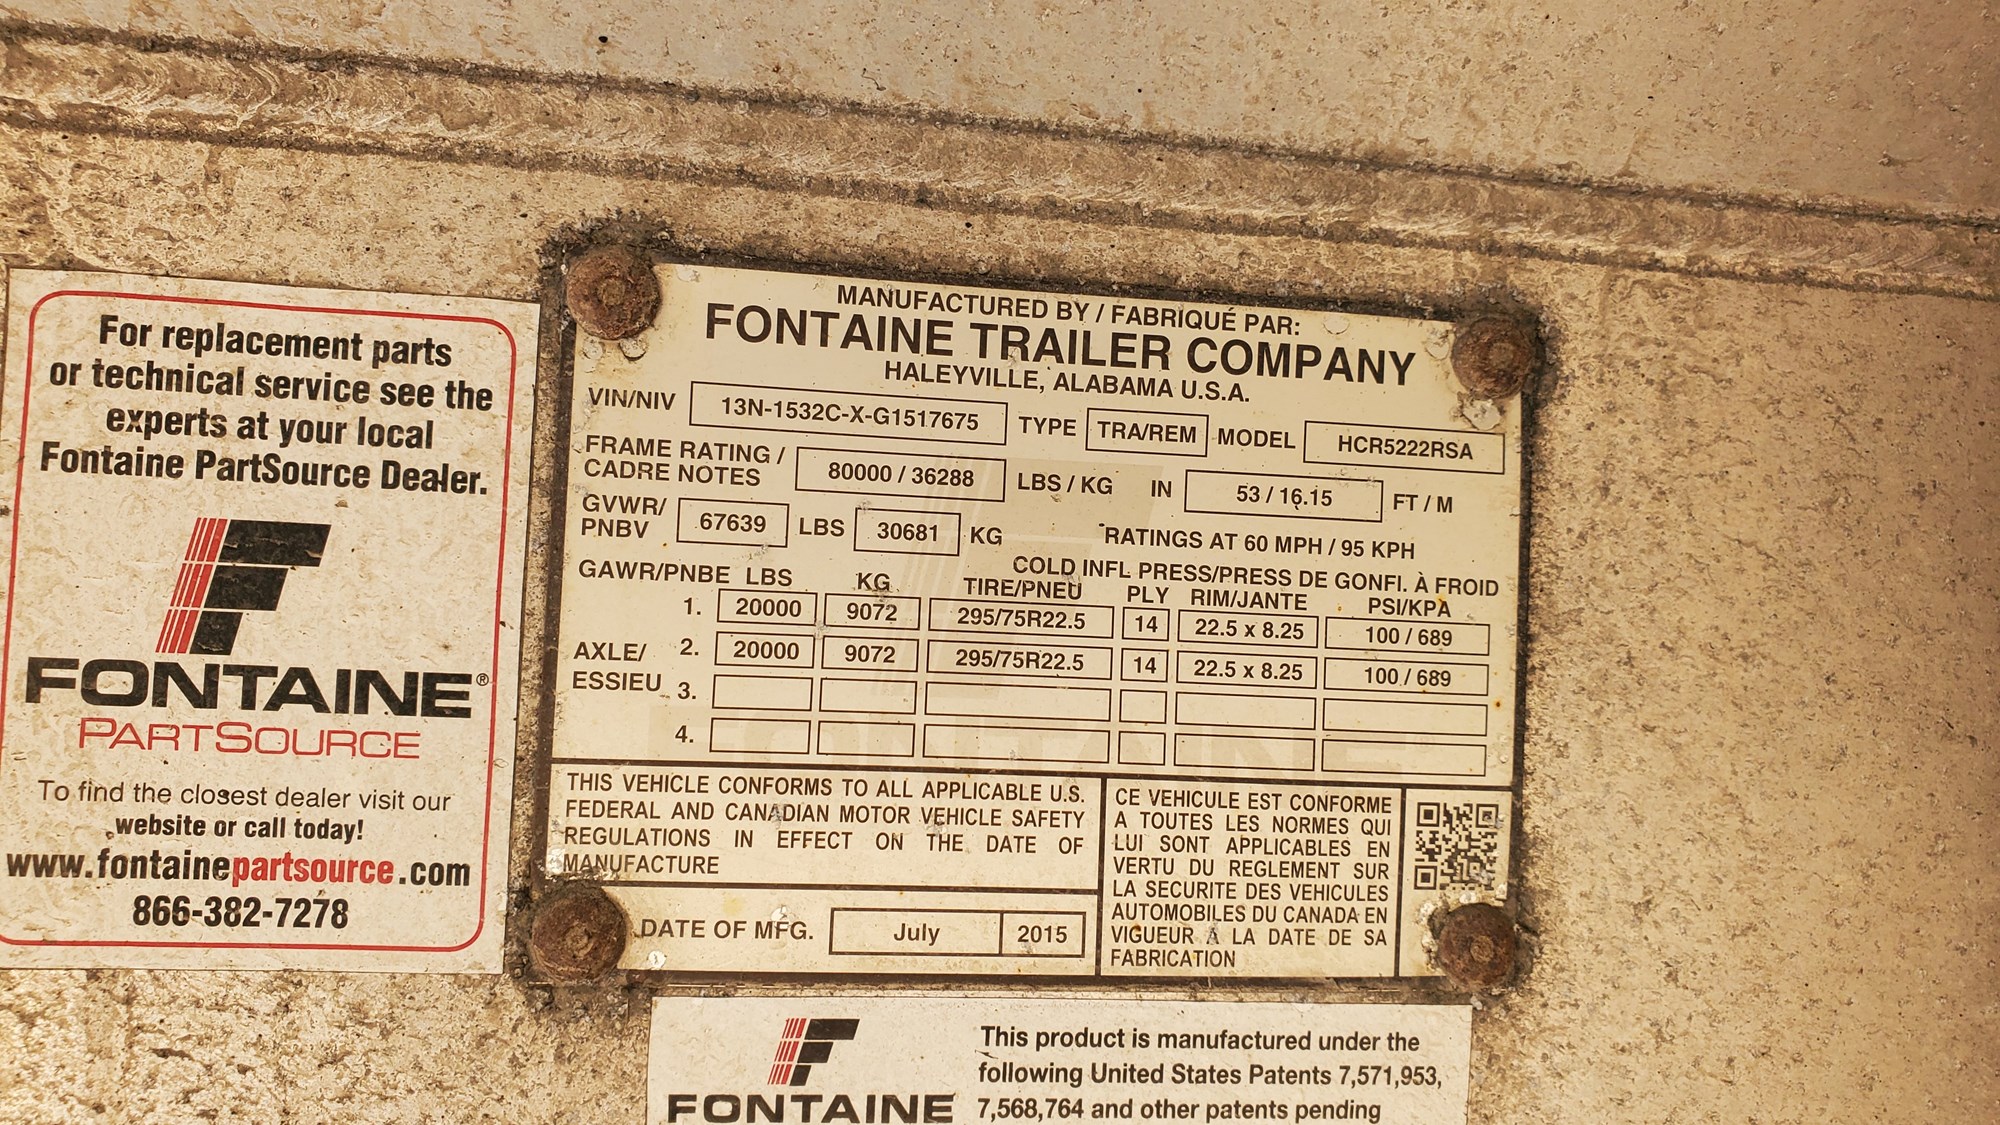 For replacement parts
or technical service see the
experts at your local
Fontaine PartSource Dealer.
FONTAINE®
PARTSOURCE
To find the closest dealer visit our
website or call today!
www.fontainepartsource.com
866-382-7278
MANUFACTURED BY / FABRIQUÉ PAR:
FONTAINE TRAILER COMPANY
HALEYVILLE, ALABAMA U.S.A.
VIN/NIV 13N-1532C-X-G1517675 TYPE TRA/REM MODEL HCR5222RSA
FRAME RATING /
CADRE NOTES 80000 / 36288 LBS / KG IN 53 / 16.15 FT / M
GVWR/
PNBV 67639 LBS 30681 KG RATINGS AT 60 MPH / 95 KPH
COLD INFL PRESS/PRESS DE GONFI. À FROID
GAWR/PNBE LBS KG TIRE/PNEU PLY RIM/JANTE PSI/KPA
1. 20000 9072 295/75R22.5 14 22.5 x 8.25 100 / 689
AXLE/
ESSIEU
2. 20000 9072 295/75R22.5 14 22.5 x 8.25 100 / 689
3.
4.
THIS VEHICLE CONFORMS TO ALL APPLICABLE U.S.
FEDERAL AND CANADIAN MOTOR VEHICLE SAFETY
REGULATIONS IN EFFECT ON THE DATE OF
MANUFACTURE
CE VEHICULE EST CONFORME
A TOUTES LES NORMES QUI
LUI SONT APPLICABLES EN
VERTU DU REGLEMENT SUR
LA SECURITE DES VEHICULES
AUTOMOBILES DU CANADA EN
VIGUEUR A LA DATE DE SA
FABRICATION
DATE OF MFG. July 2015
FONTAINE
This product is manufactured under the
following United States Patents 7,571,953,
7,568,764 and other patents pending